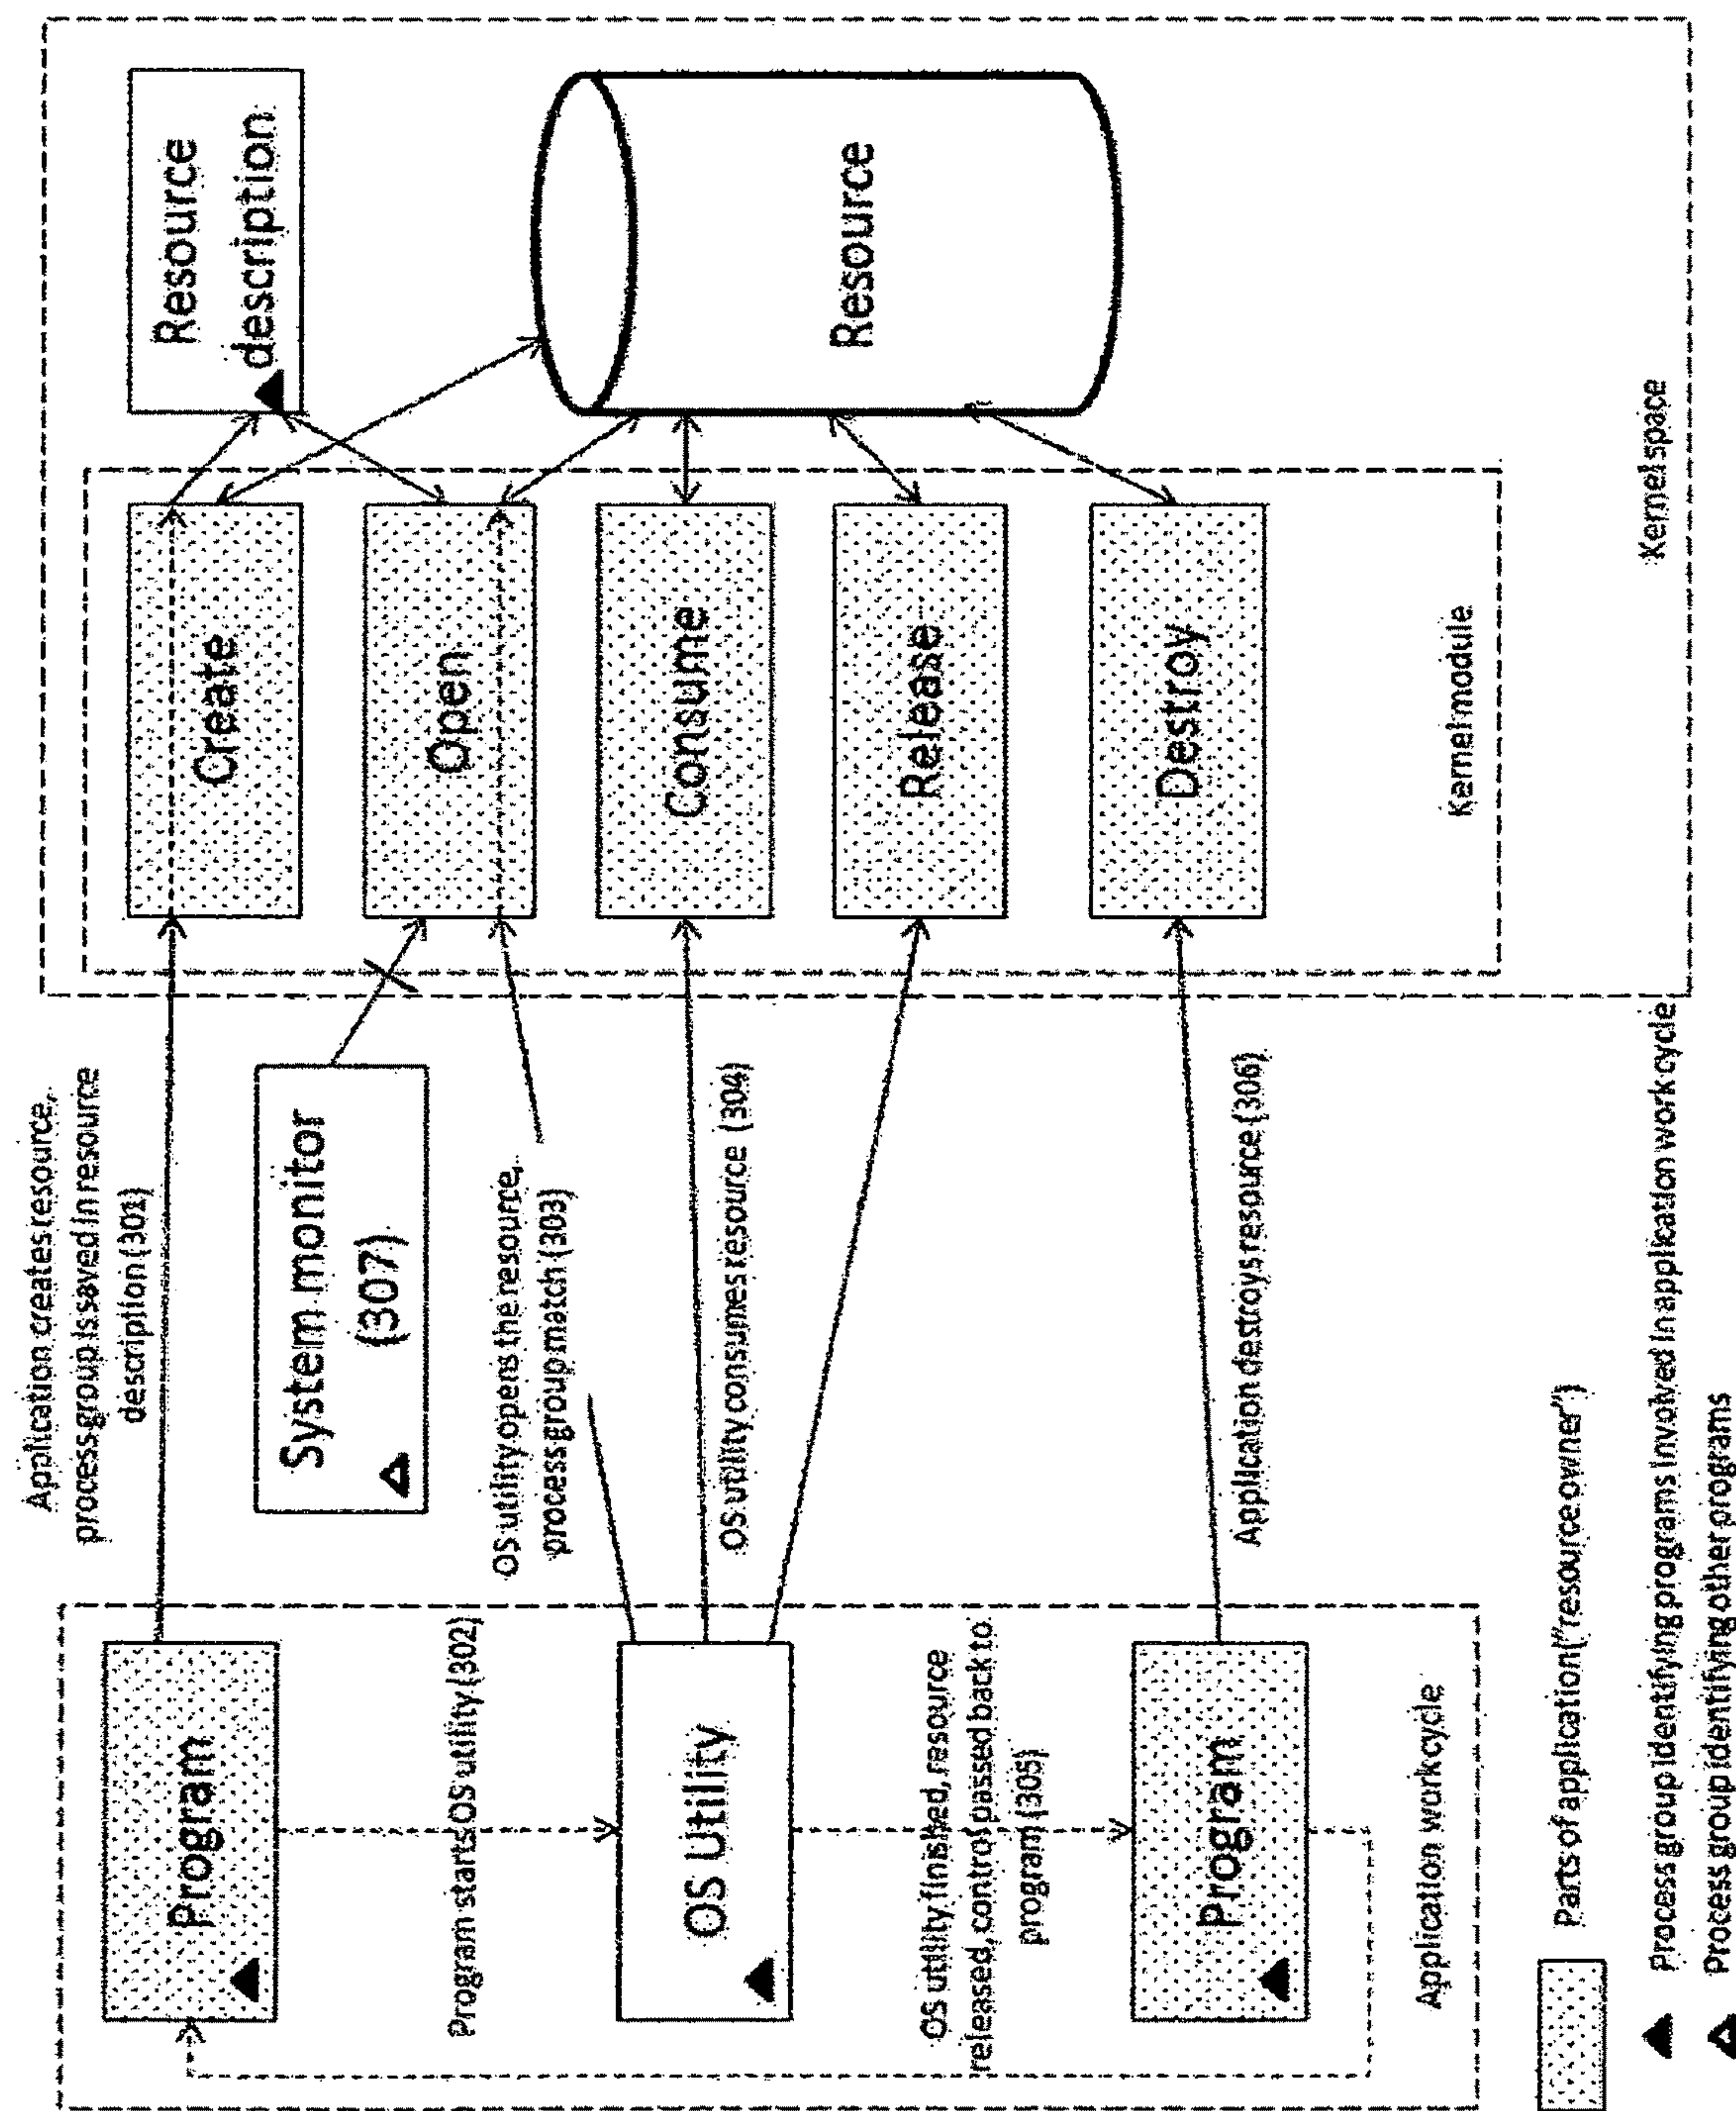 Application creates resource,
process group is saved in resource
description (301)
Resource
description
Create
System monitor
(307)
Program
Program starts OS utility (302)
OS utility opens the resource,
process group match (303)
Open
Resource
OS Utility
OS utility consumes resource (304)
Consume
OS utility finished, resource
released, control passed back to
program (305)
Release
Program
Application destroys resource (306)
Destroy
Application work cycle
Kernel module
Kernel space
Parts of application ("resource owner")
Process group identifying programs involved in application work cycle
Process group identifying other programs